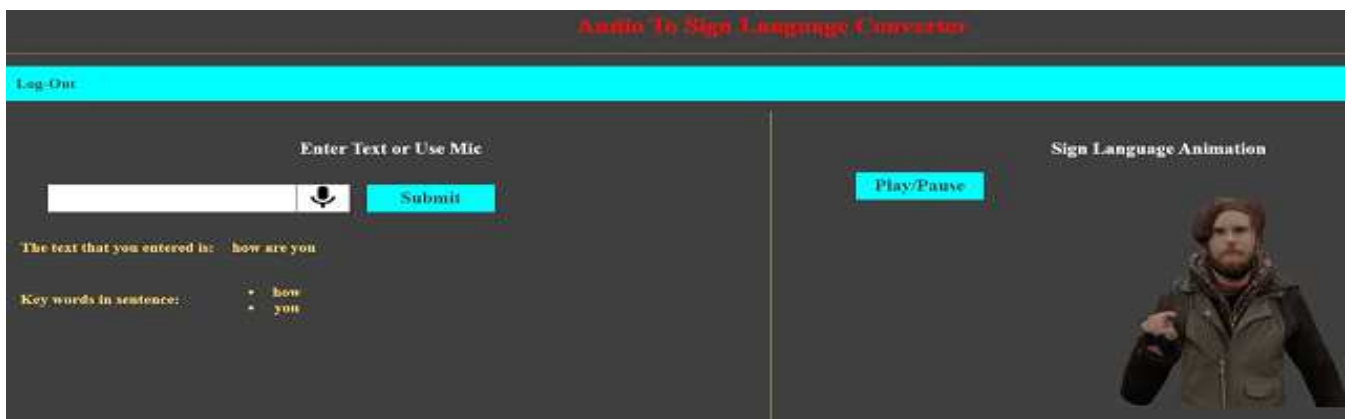 Audio To Sign Language Converter
Log-Out
Enter Text or Use Mic
Submit
The text that you entered is: how are you
Key words in sentence:
• how
• you
Sign Language Animation
Play/Pause